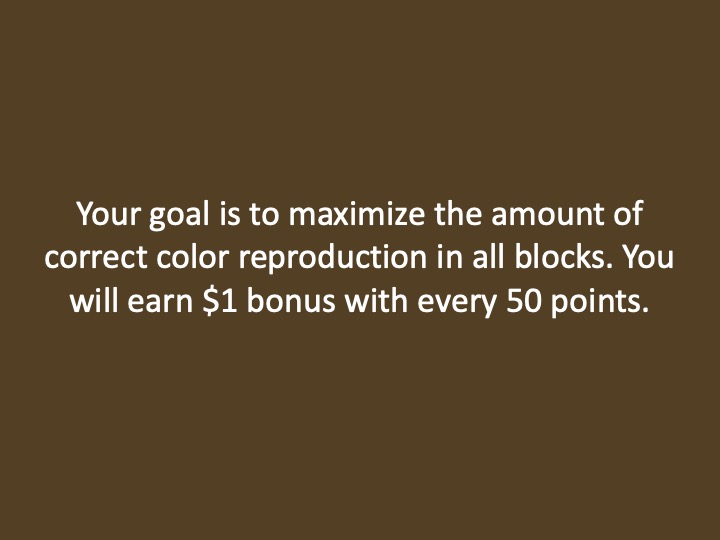 Your goal is to maximize the amount of
correct color reproduction in all blocks. You
will earn $1 bonus with every 50 points.